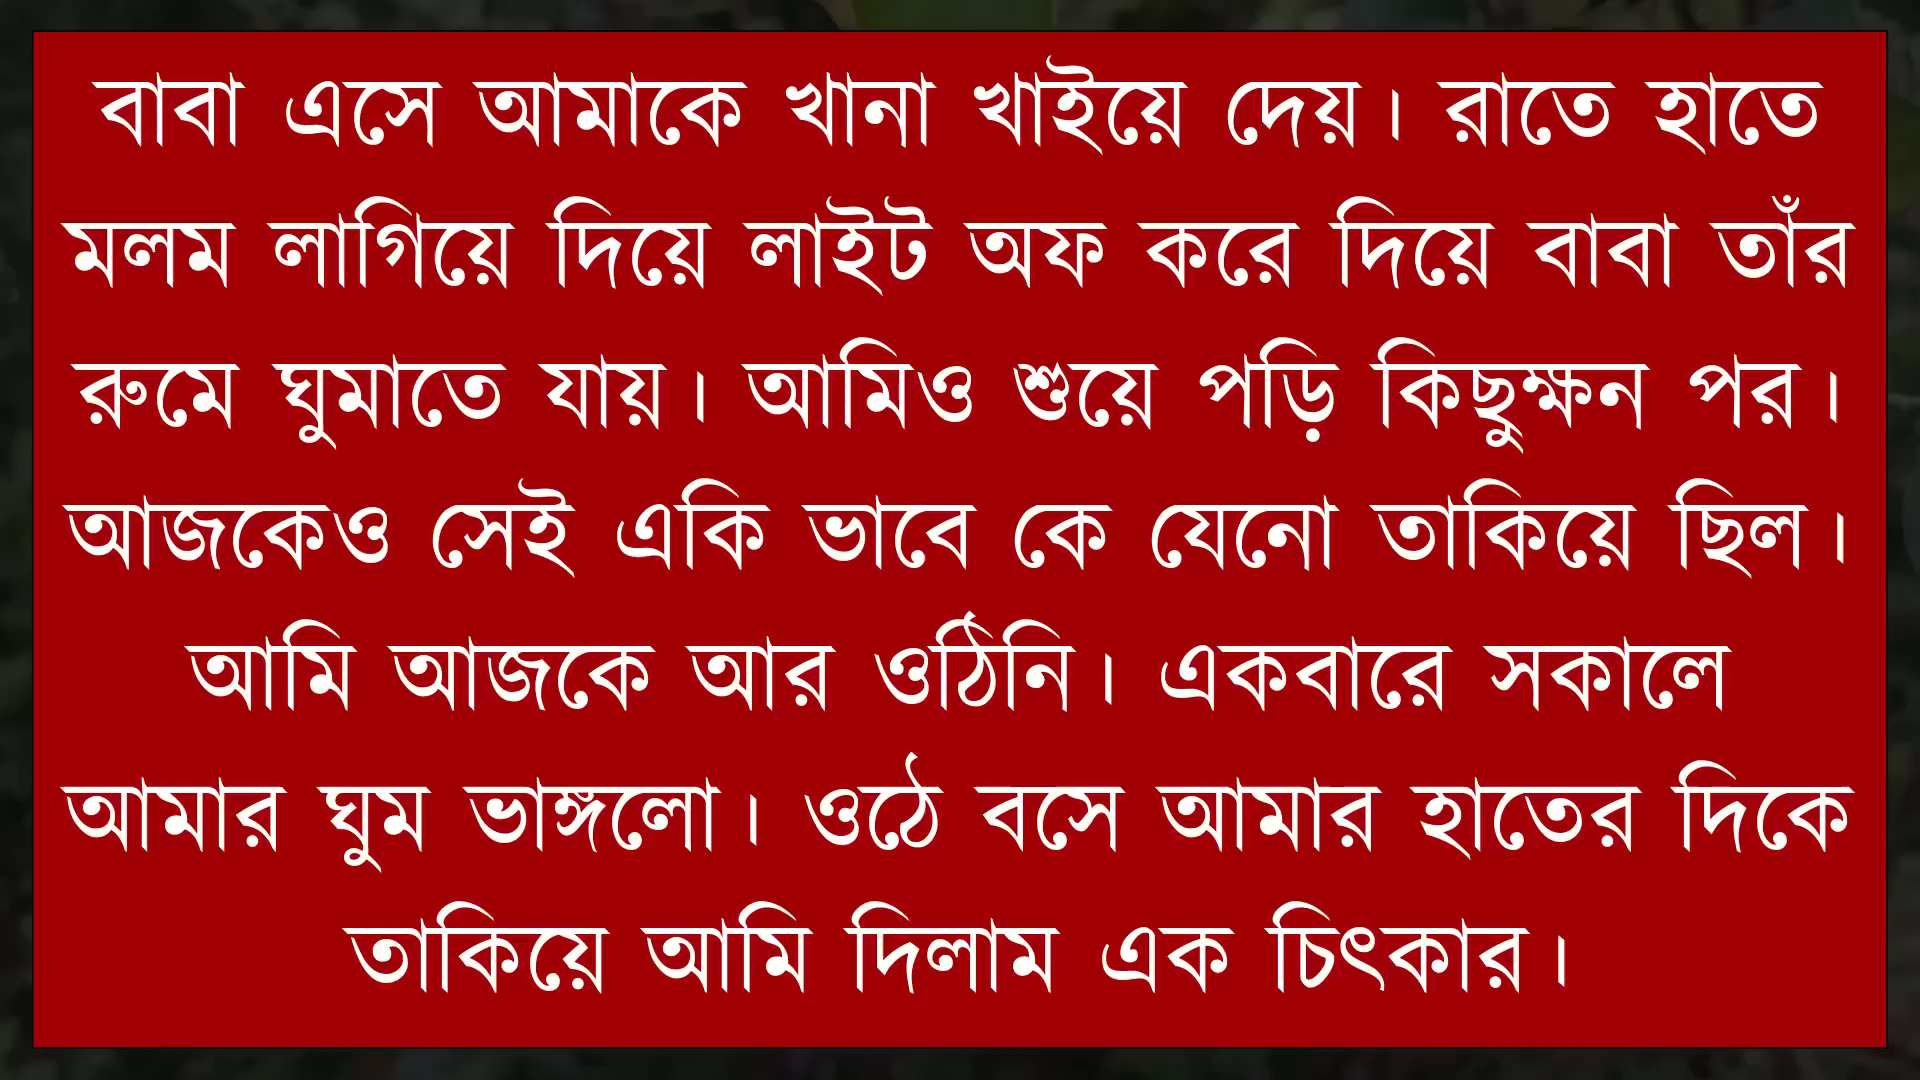 বাবা এসে আমাকে খানা খাইয়ে দেয়। রাতে হাতে
মলম লাগিয়ে দিয়ে লাইট অফ করে দিয়ে বাবা তাঁর
রুমে ঘুমাতে যায়। আমিও শুয়ে পড়ি কিছুক্ষন পর।
আজকেও সেই একি ভাবে কে যেনো তাকিয়ে ছিল।
আমি আজকে আর ওঠিনি। একবারে সকালে
আমার ঘুম ভাঙ্গলো। ওঠে বসে আমার হাতের দিকে
তাকিয়ে আমি দিলাম এক চিৎকার।